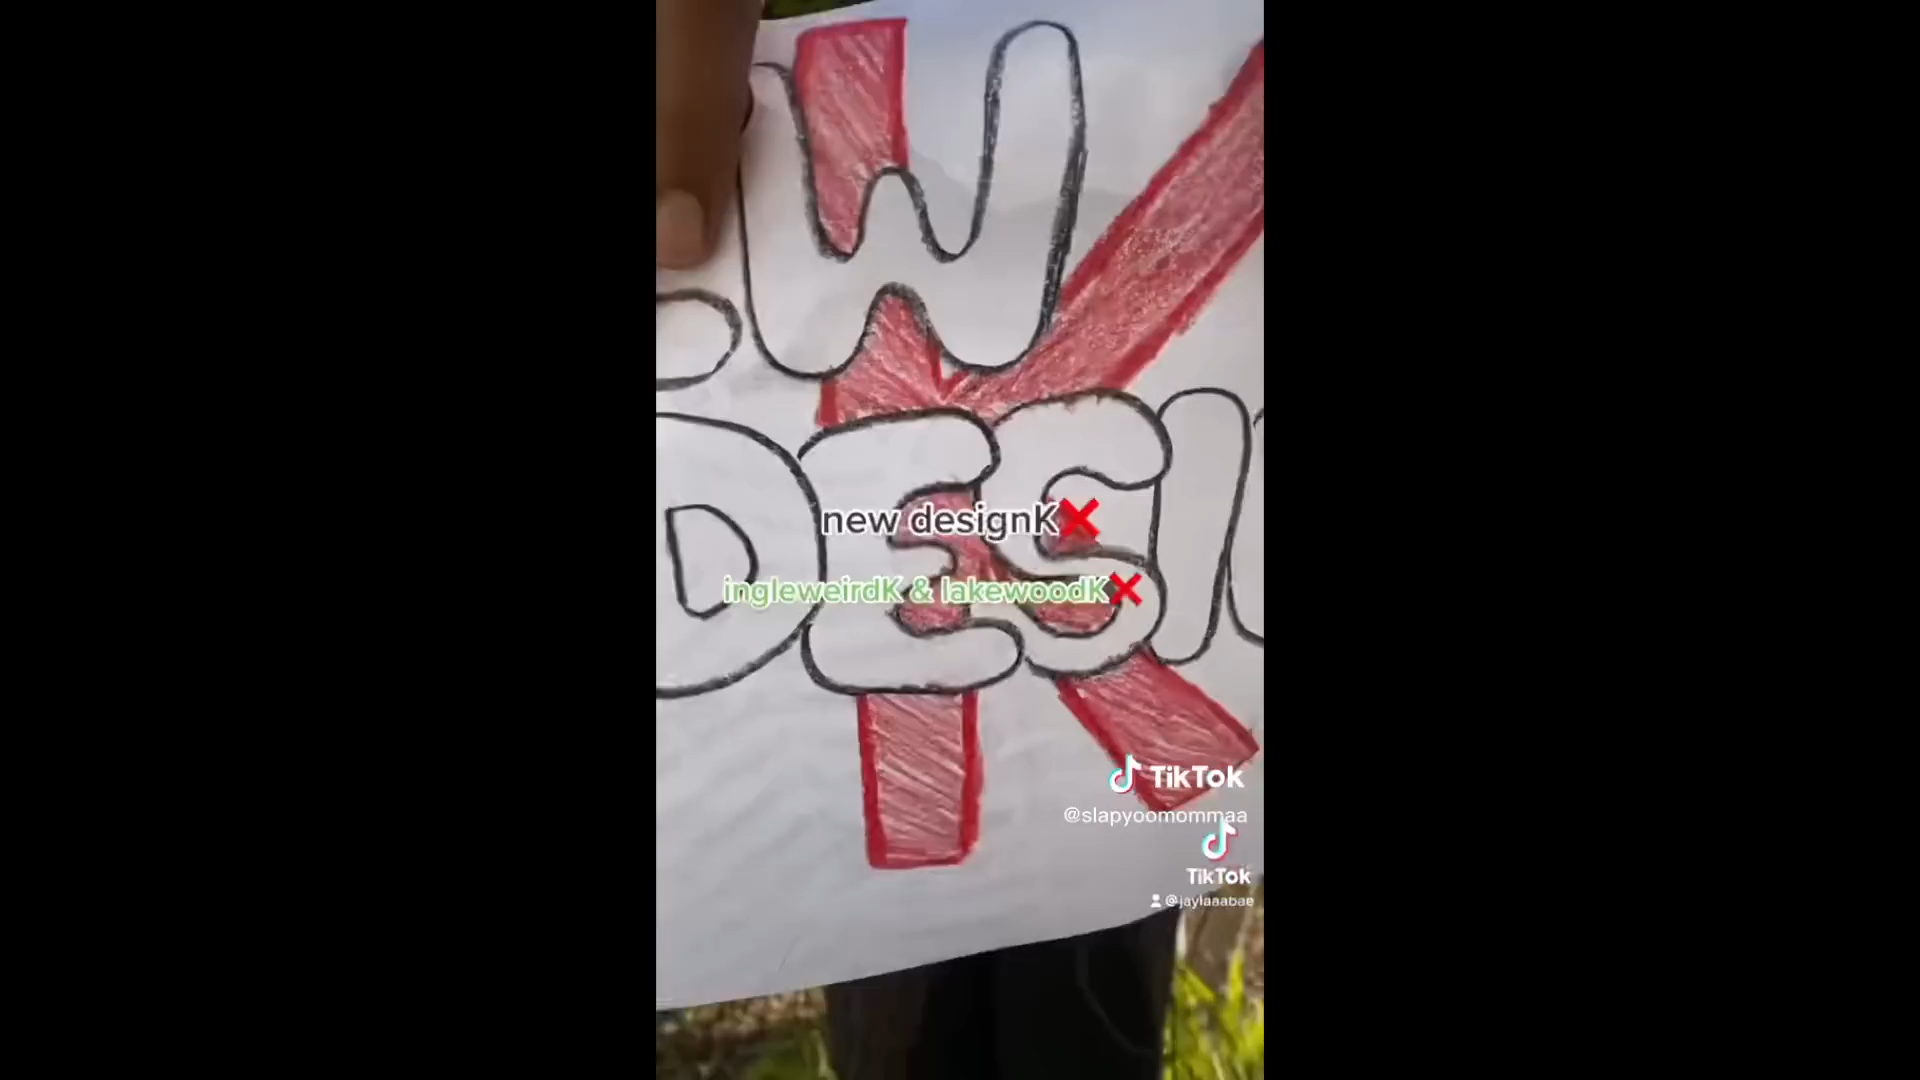 W
DESI
new designK❌
ingleweirdK & lakewoodK❌
K
TikTok
@slapyoomommaa
TikTok
@jaylaaabae